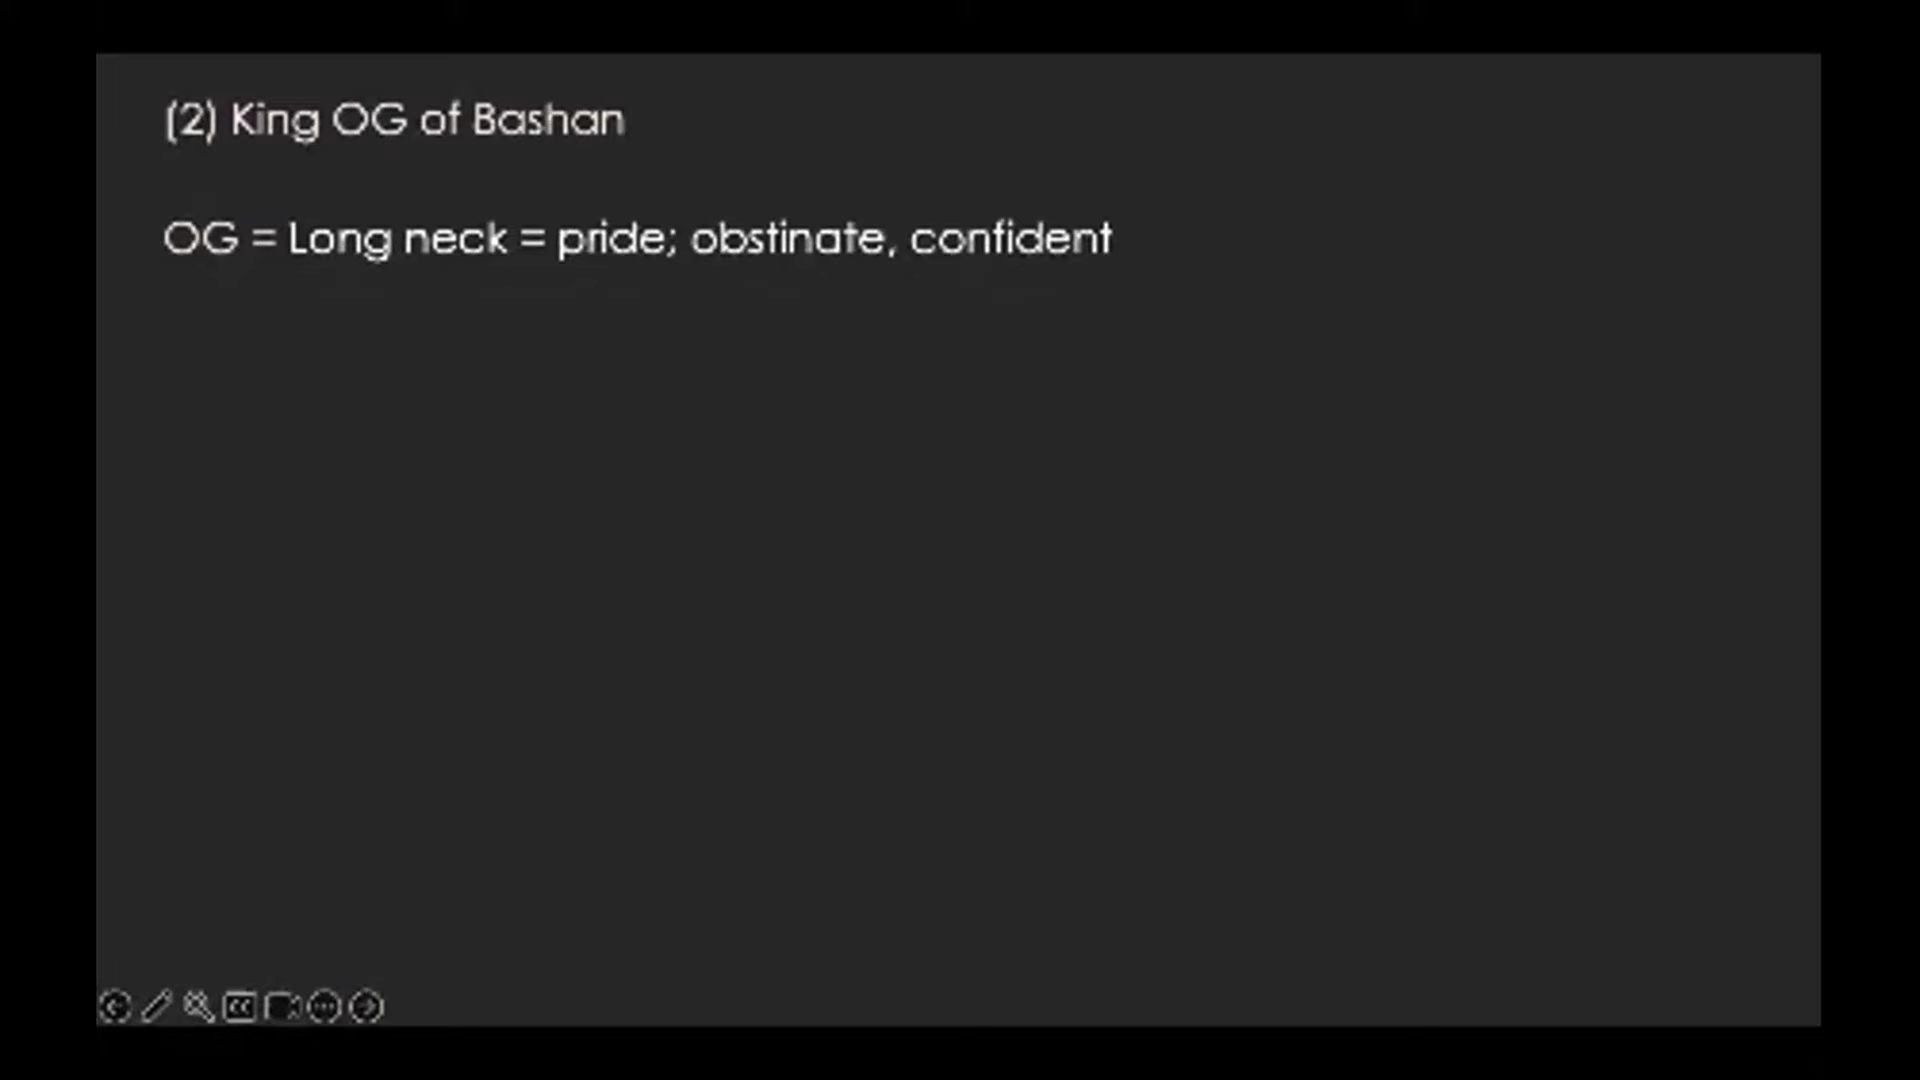 (2) King OG of Bashan
OG = Long neck = pride; obstinate, confident